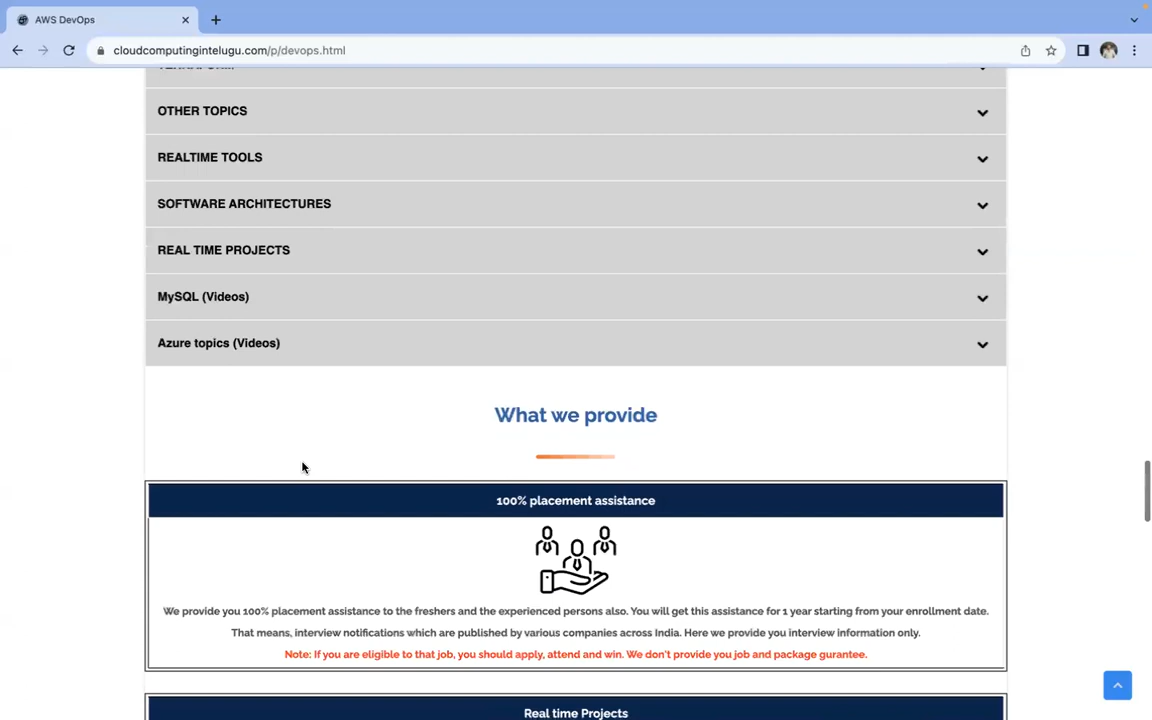 AWS DevOps
cloudcomputingintelugu.com/p/devops.html
OTHER TOPICS
REALTIME TOOLS
SOFTWARE ARCHITECTURES
REAL TIME PROJECTS
MySQL (Videos)
Azure topics (Videos)
What we provide
100% placement assistance
We provide you 100% placement assistance to the freshers and the experienced persons also. You will get this assistance for 1 year starting from your enrollment date.
That means, interview notifications which are published by various companies across India. Here we provide you interview information only.
Note: If you are eligible to that job, you should apply, attend and win. We don't provide you job and package gurantee.
Real time Projects